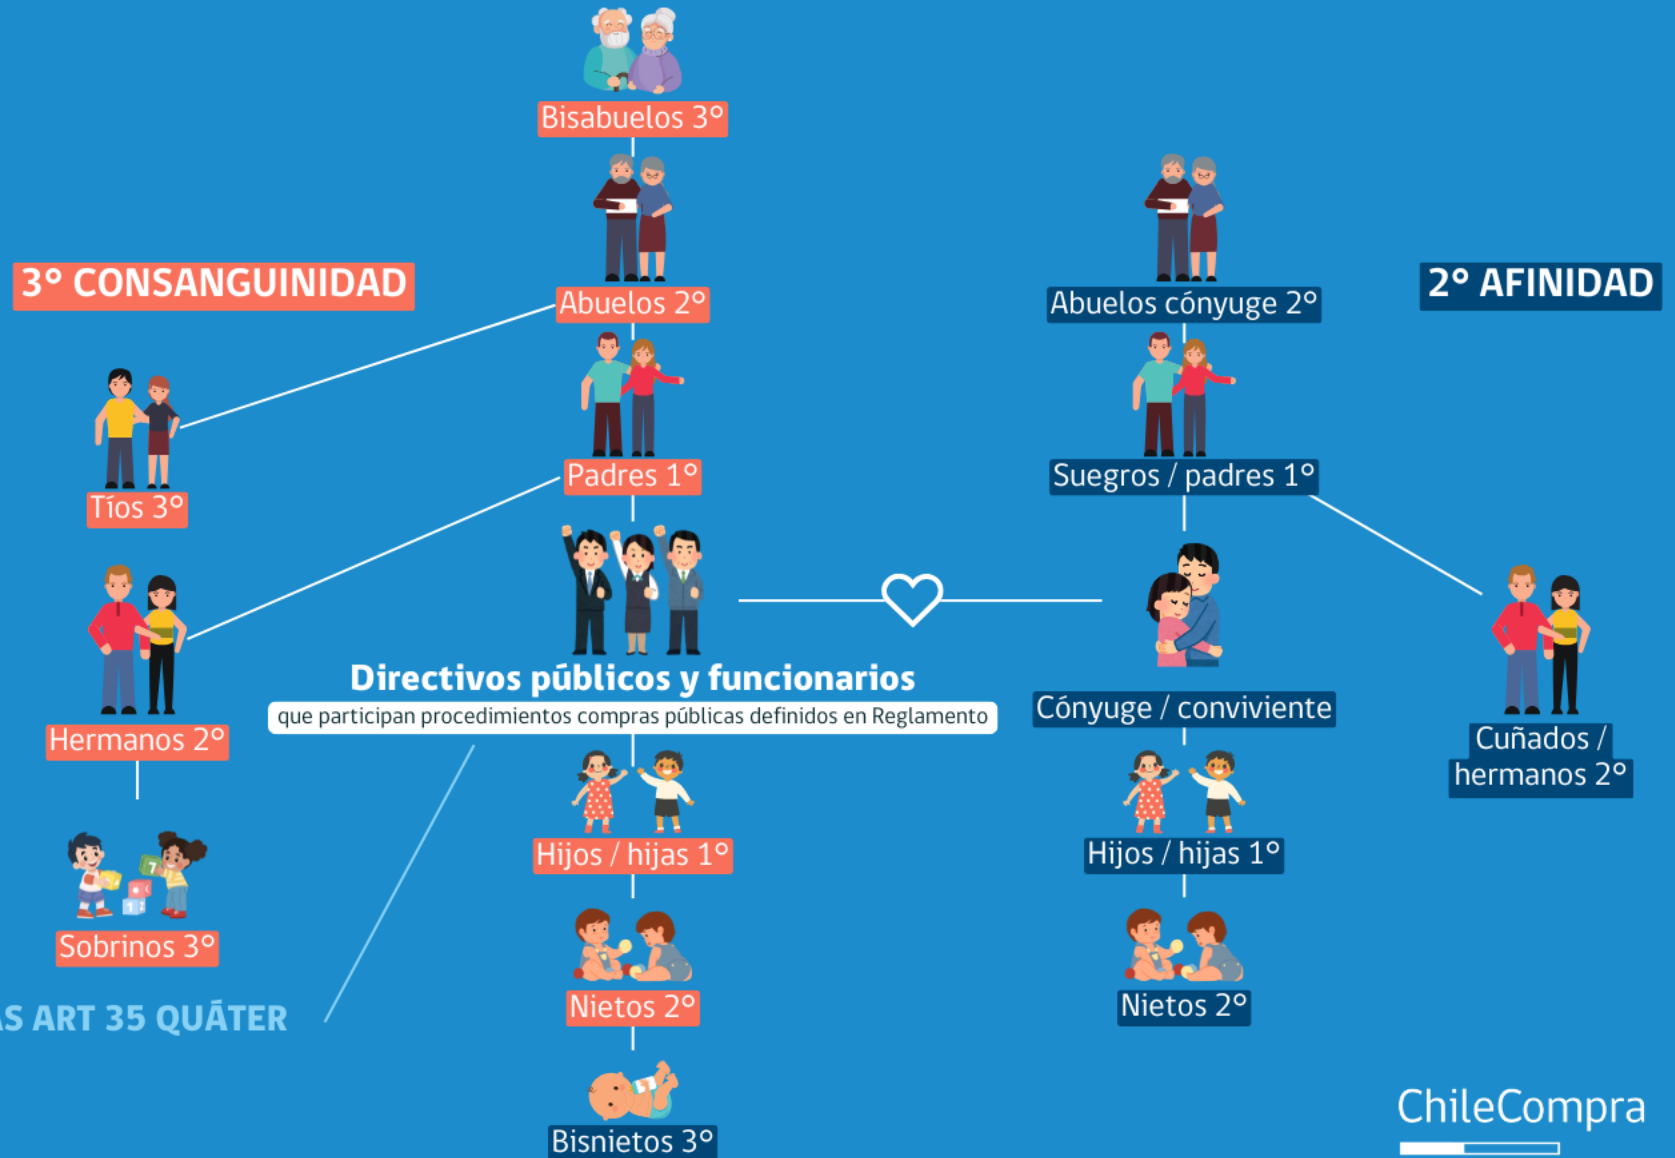 Bisabuelos 3°
3° CONSANGUINIDAD
Abuelos 2°
Abuelos cónyuge 2°
2° AFINIDAD
Tíos 3°
Padres 1°
Suegros / padres 1°
Directivos públicos y funcionarios
que participan procedimientos compras públicas definidos en Reglamento
Cónyuge / conviviente
Hermanos 2°
Cuñados /
hermanos 2°
Hijos / hijas 1°
Hijos / hijas 1°
Sobrinos 3°
Nietos 2°
Nietos 2°
AS ART 35 QUÁTER
Bisnietos 3°
ChileCompra